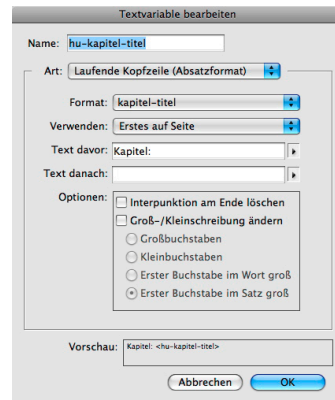 Textvariable bearbeiten
Name: hu-kapitel-titel
Art: Laufende Kopfzeile (Absatzformat)
Format: kapitel-titel
Verwenden: Erstes auf Seite
Text davor: Kapitel:
Text danach:
Optionen: Interpunktion am Ende löschen
Groß-/Kleinschreibung ändern
Großbuchstaben
Kleinbuchstaben
Erster Buchstabe im Wort groß
Erster Buchstabe im Satz groß
Vorschau: Kapitel: <hu-kapitel-titel>
Abbrechen OK